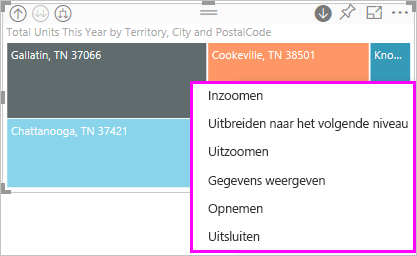 Total Units This Year by Territory, City and PostalCode
Gallatin, TN 37066
Cookeville, TN 38501
Kno...
Chattanooga, TN 37421
Inzoomen
Uitbreiden naar het volgende niveau
Uitzoomen
Gegevens weergeven
Opnemen
Uitsluiten